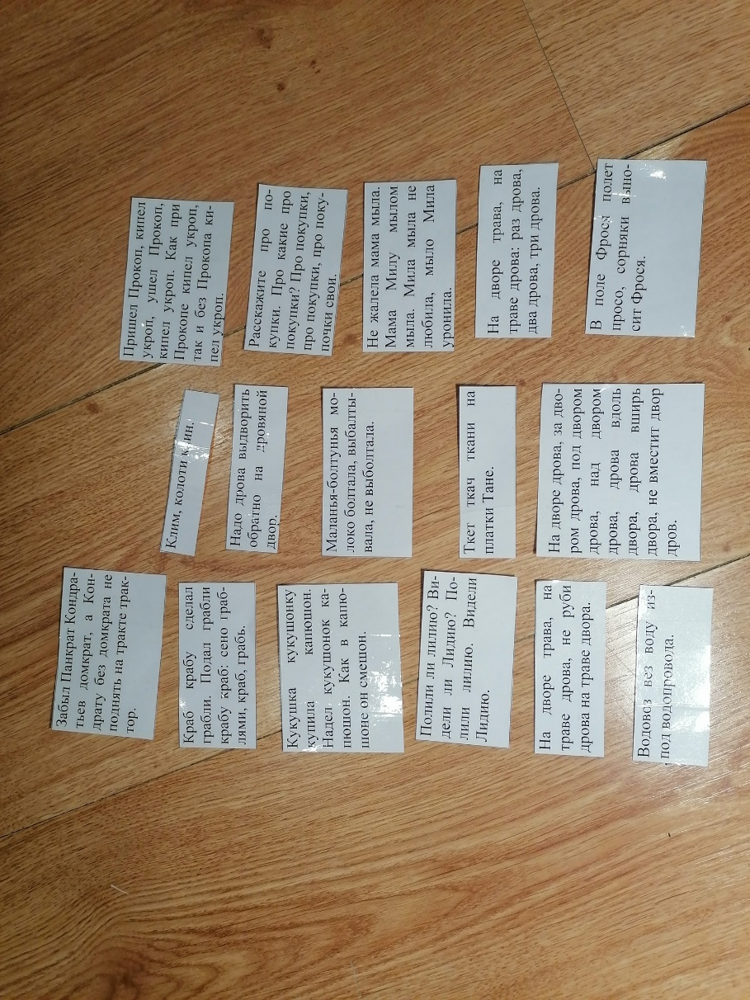 Забыл Панкрат Кондра-
тьев домкрат, а Кон-
драту без домкрата не
поднять на тракте трак-
тор.
Краб крабу сделал
грабли. Подал грабли
крабу краб: сено граб-
лями, краб, грабь.
Кукушка кукушонку
купила капюшон.
Надел кукушонок ка-
пюшон. Как в капю-
шоне он смешон.
Полили ли лилию? Ви-
дели ли Лидию? По-
лили лилию. Видели
Лидию.
На дворе трава, на
траве дрова, не руби
дрова на траве двора.
Водовоз вез воду из-
под водопровода.
Клим, колоти клин.
Надо дрова выдворить
обратно на дровяной
двор.
Маланья-болтунья мо-
локо болтала, выбалты-
вала, не выболтала.
Ткет ткач ткани на
платки Тане.
На дворе дрова, за дво-
ром дрова, под двором
дрова, над двором
дрова, дрова вдоль
двора, дрова вширь
двора, не вместит двор
дров.
Пришел Прокоп, кипел
укроп, ушел Прокоп,
кипел укроп. Как при
Прокопе кипел укроп,
так и без Прокопа ки-
пел укроп.
Расскажите про по-
купки. Про какие про
покупки? Про покупки,
про покупки, про поку-
почки свои.
Не жалела мама мыла.
Мама Милу мылом
мыла. Мила мыла не
любила, мыло Мила
уронила.
На дворе трава, на
траве дрова: раз дрова,
два дрова, три дрова.
В поле Фрося полет
просо, сорняки выно-
сит Фрося.